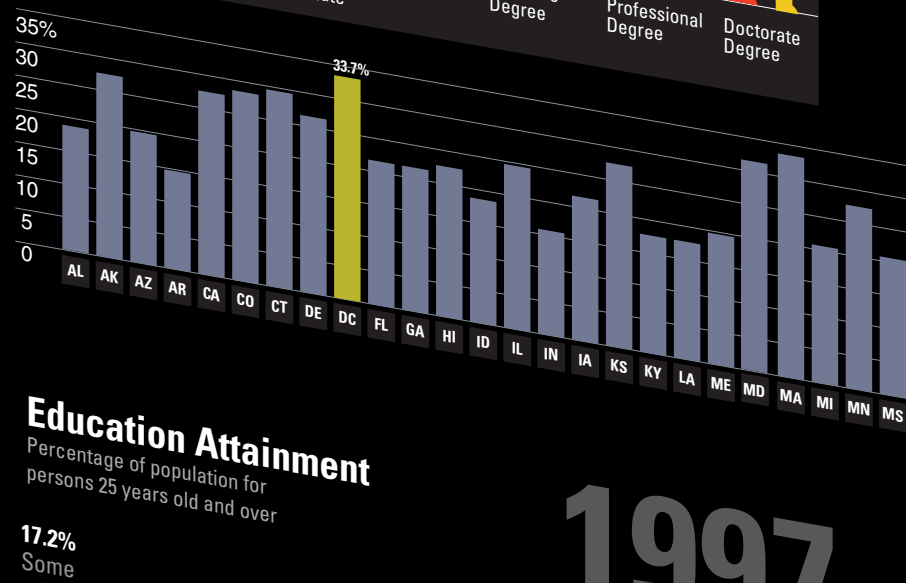 Degree
Professional
Degree
Doctorate
Degree
35%
30
25
20
15
10
5
0
33.7%
AL AK AZ AR CA CO CT DE DC FL GA HI ID IL IN IA KS KY LA ME MD MA MI MN MS
Education Attainment
Percentage of population for
persons 25 years old and over
17.2%
Some
1997